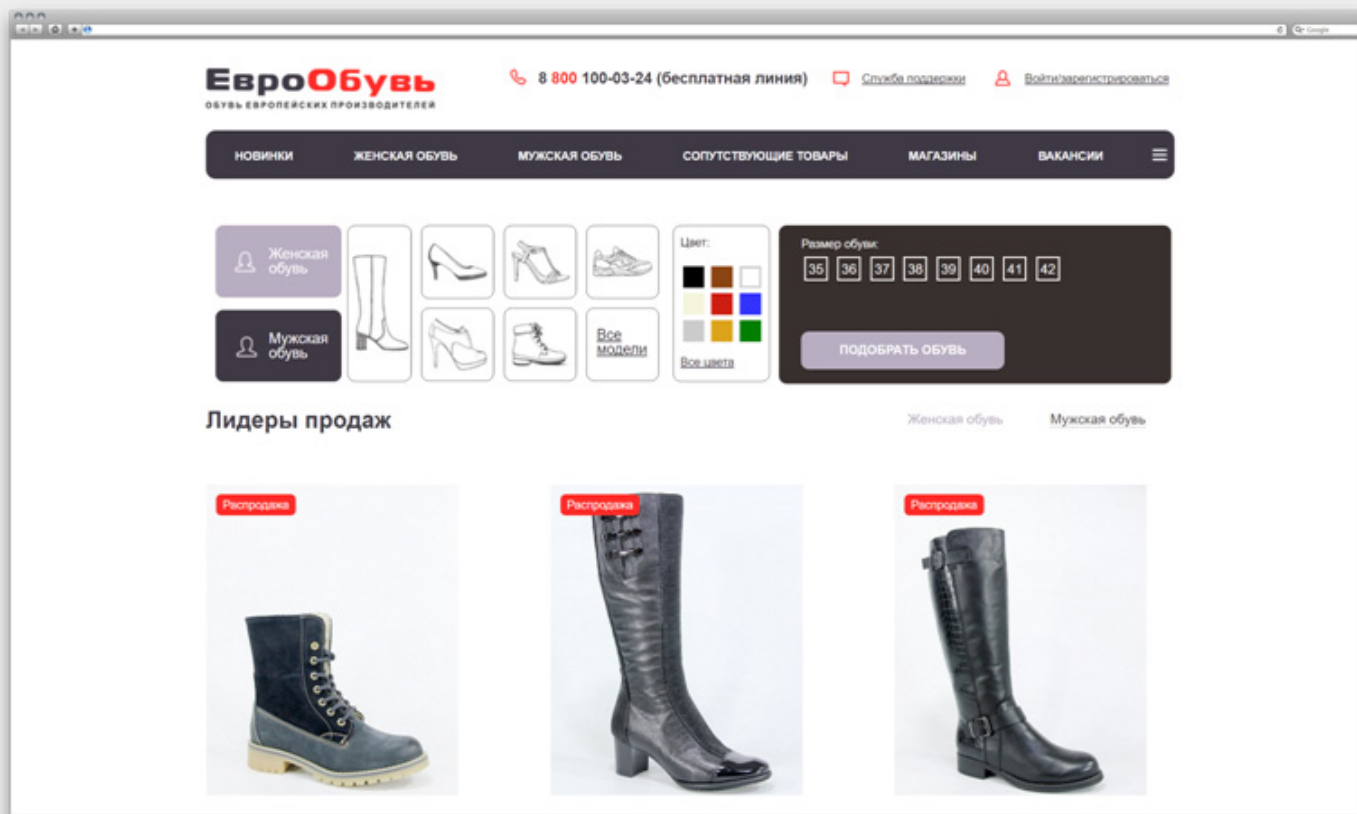 Google
ЕвроОбувь
ОБУВЬ ЕВРОПЕЙСКИХ ПРОИЗВОДИТЕЛЕЙ
8 800 100-03-24 (бесплатная линия)
Служба поддержки
Войти/зарегистрироваться
НОВИНКИ ЖЕНСКАЯ ОБУВЬ МУЖСКАЯ ОБУВЬ СОПУТСТВУЮЩИЕ ТОВАРЫ МАГАЗИНЫ ВАКАНСИИ
Женская
обувь
Мужская
обувь
Все
модели
Цвет:
Все цвета
Размер обуви:
35 36 37 38 39 40 41 42
ПОДОБРАТЬ ОБУВЬ
Лидеры продаж
Женская обувь Мужская обувь
Распродажа Распродажа Распродажа